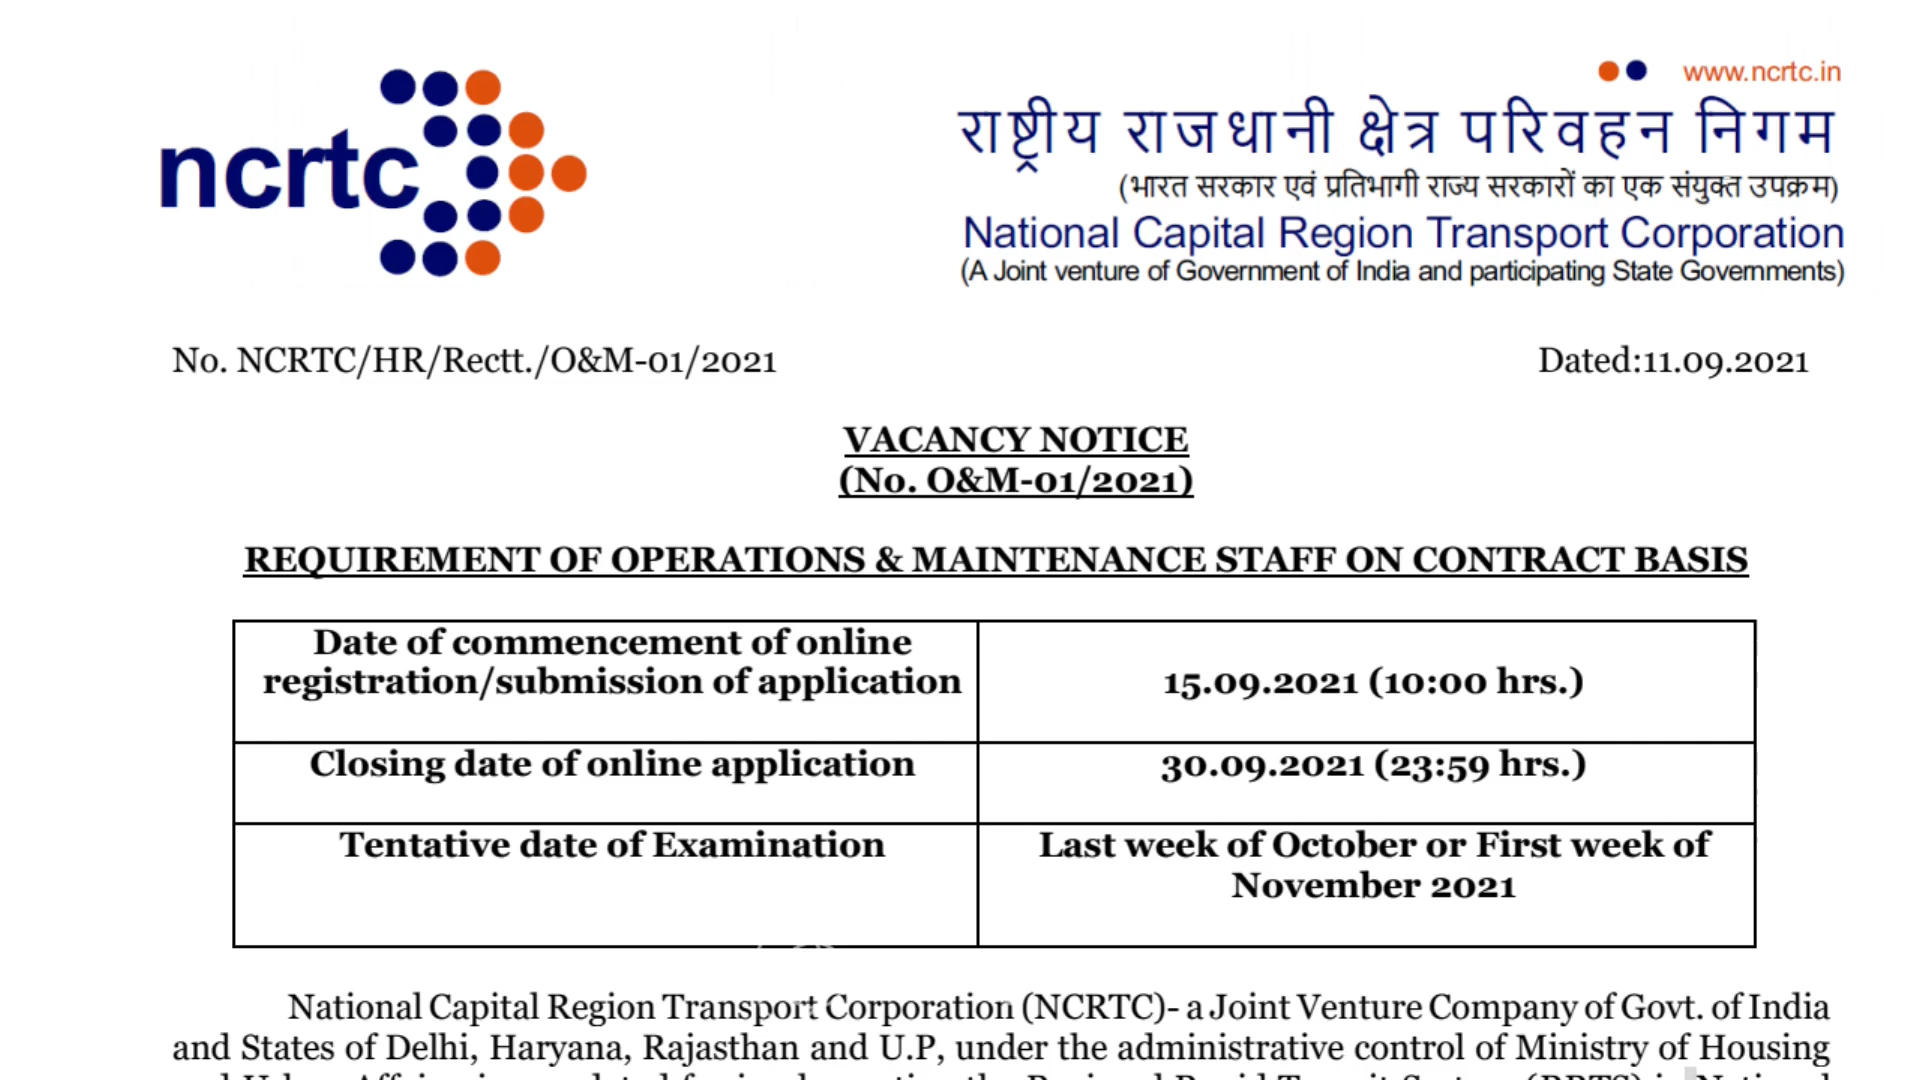 www.ncrtc.in
ncrtc
राष्ट्रीय राजधानी क्षेत्र परिवहन निगम
(भारत सरकार एवं प्रतिभागी राज्य सरकारों का एक संयुक्त उपक्रम)
National Capital Region Transport Corporation
(A Joint venture of Government of India and participating State Governments)
No. NCRTC/HR/Rectt./O&M-01/2021 Dated:11.09.2021
VACANCY NOTICE
(No. O&M-01/2021)
REQUIREMENT OF OPERATIONS & MAINTENANCE STAFF ON CONTRACT BASIS
Date of commencement of online
registration/submission of application 15.09.2021 (10:00 hrs.)
Closing date of online application 30.09.2021 (23:59 hrs.)
Tentative date of Examination Last week of October or First week of
November 2021
National Capital Region Transport Corporation (NCRTC)- a Joint Venture Company of Govt. of India
and States of Delhi, Haryana, Rajasthan and U.P, under the administrative control of Ministry of Housing